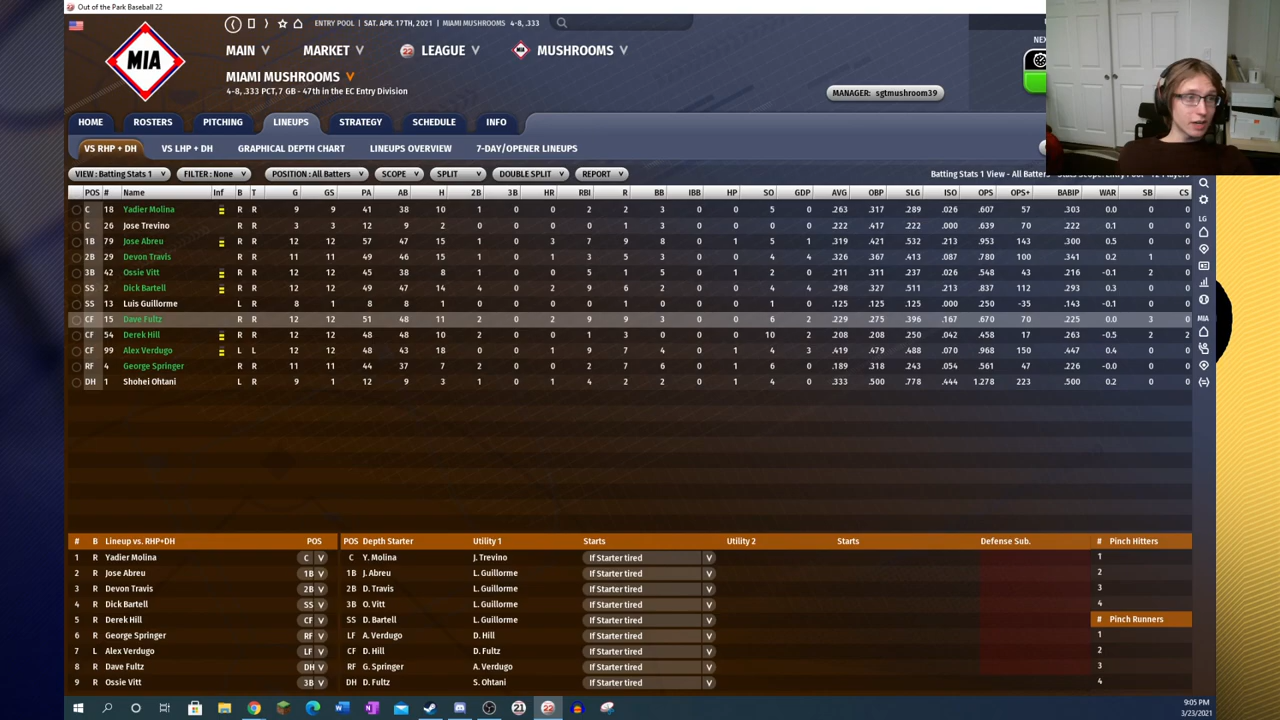 Out of the Park Baseball 22
ENTRY POOL | SAT. APR. 17TH, 2021 | MIAMI MUSHROOMS 4-8, .333
MIA
MAIN MARKET LEAGUE MUSHROOMS
MIAMI MUSHROOMS
4-8, .333 PCT, 7 GB - 47th in the EC Entry Division
MANAGER: sgtmushroom39
HOME ROSTERS PITCHING LINEUPS STRATEGY SCHEDULE INFO
VS RHP + DH VS LHP + DH GRAPHICAL DEPTH CHART LINEUPS OVERVIEW 7-DAY/OPENER LINEUPS
VIEW : Batting Stats 1 FILTER : None POSITION : All Batters SCOPE SPLIT DOUBLE SPLIT REPORT
POS # Name Inf B T G GS PA AB H 2B 3B HR RBI R BB IBB HP SO GDP AVG OBP SLG ISO OPS OPS+ BABIP WAR SB CS
C 18 Yadier Molina R R 9 9 41 38 10 1 0 0 2 2 3 0 0 5 0 .263 .317 .289 .026 .607 57 .303 0.0 0 0
C 26 Jose Trevino R R 3 3 12 9 2 0 0 0 0 1 3 0 0 0 0 .222 .417 .222 .000 .639 70 .222 0.1 0 0
1B 79 Jose Abreu R R 12 12 57 47 15 1 0 3 7 9 8 0 1 5 1 .319 .421 .532 .213 .953 143 .300 0.5 0 0
2B 29 Devon Travis R R 11 11 49 46 15 1 0 1 3 5 3 0 0 4 4 .326 .367 .413 .087 .780 100 .341 0.2 1 0
3B 42 Ossie Vitt R R 12 12 45 38 8 1 0 0 5 1 5 0 1 2 0 .211 .311 .237 .026 .548 43 .216 -0.1 2 0
SS 2 Dick Bartell R R 12 12 49 47 14 4 0 2 9 6 2 0 0 4 2 .298 .327 .511 .213 .837 112 .293 0.3 0 0
SS 13 Luis Guillorme L R 8 1 8 8 1 0 0 0 0 1 0 0 0 1 0 .125 .125 .125 .000 .250 -35 .143 -0.1 0 0
CF 15 Dave Fultz R R 12 12 51 48 11 2 0 2 9 9 3 0 0 6 2 .229 .275 .396 .167 .670 70 .225 0.0 3 0
CF 54 Derek Hill R R 12 12 48 48 10 2 0 0 1 3 0 0 0 10 2 .208 .208 .250 .042 .458 17 .263 -0.5 2 2
CF 99 Alex Verdugo L L 12 12 48 43 18 0 0 1 9 7 4 0 1 4 3 .419 .479 .488 .070 .968 150 .447 0.4 0 0
RF 4 George Springer R R 11 11 44 37 7 2 0 0 2 7 6 0 1 6 0 .189 .318 .243 .054 .561 47 .226 -0.0 0 0
DH 1 Shohei Ohtani L R 9 1 12 9 3 1 0 1 4 2 2 0 1 4 0 .333 .500 .778 .444 1.278 223 .500 0.2 0 0
# B Lineup vs. RHP+DH POS POS Depth Starter Utility 1 Starts Utility 2 Starts Defense Sub. # Pinch Hitters
1 R Yadier Molina C C Y. Molina J. Trevino If Starter tired 1
2 R Jose Abreu 1B 1B J. Abreu L. Guillorme If Starter tired 2
3 R Devon Travis 2B 2B D. Travis L. Guillorme If Starter tired 3
4 R Dick Bartell SS 3B O. Vitt L. Guillorme If Starter tired 4
5 R Derek Hill CF SS D. Bartell L. Guillorme If Starter tired # Pinch Runners
6 R George Springer RF LF A. Verdugo D. Hill If Starter tired 1
7 L Alex Verdugo LF CF D. Hill D. Fultz If Starter tired 2
8 R Dave Fultz DH RF G. Springer A. Verdugo If Starter tired 3
9 R Ossie Vitt 3B DH D. Fultz S. Ohtani If Starter tired 4
LG
MIA
9:05 PM
3/23/2021